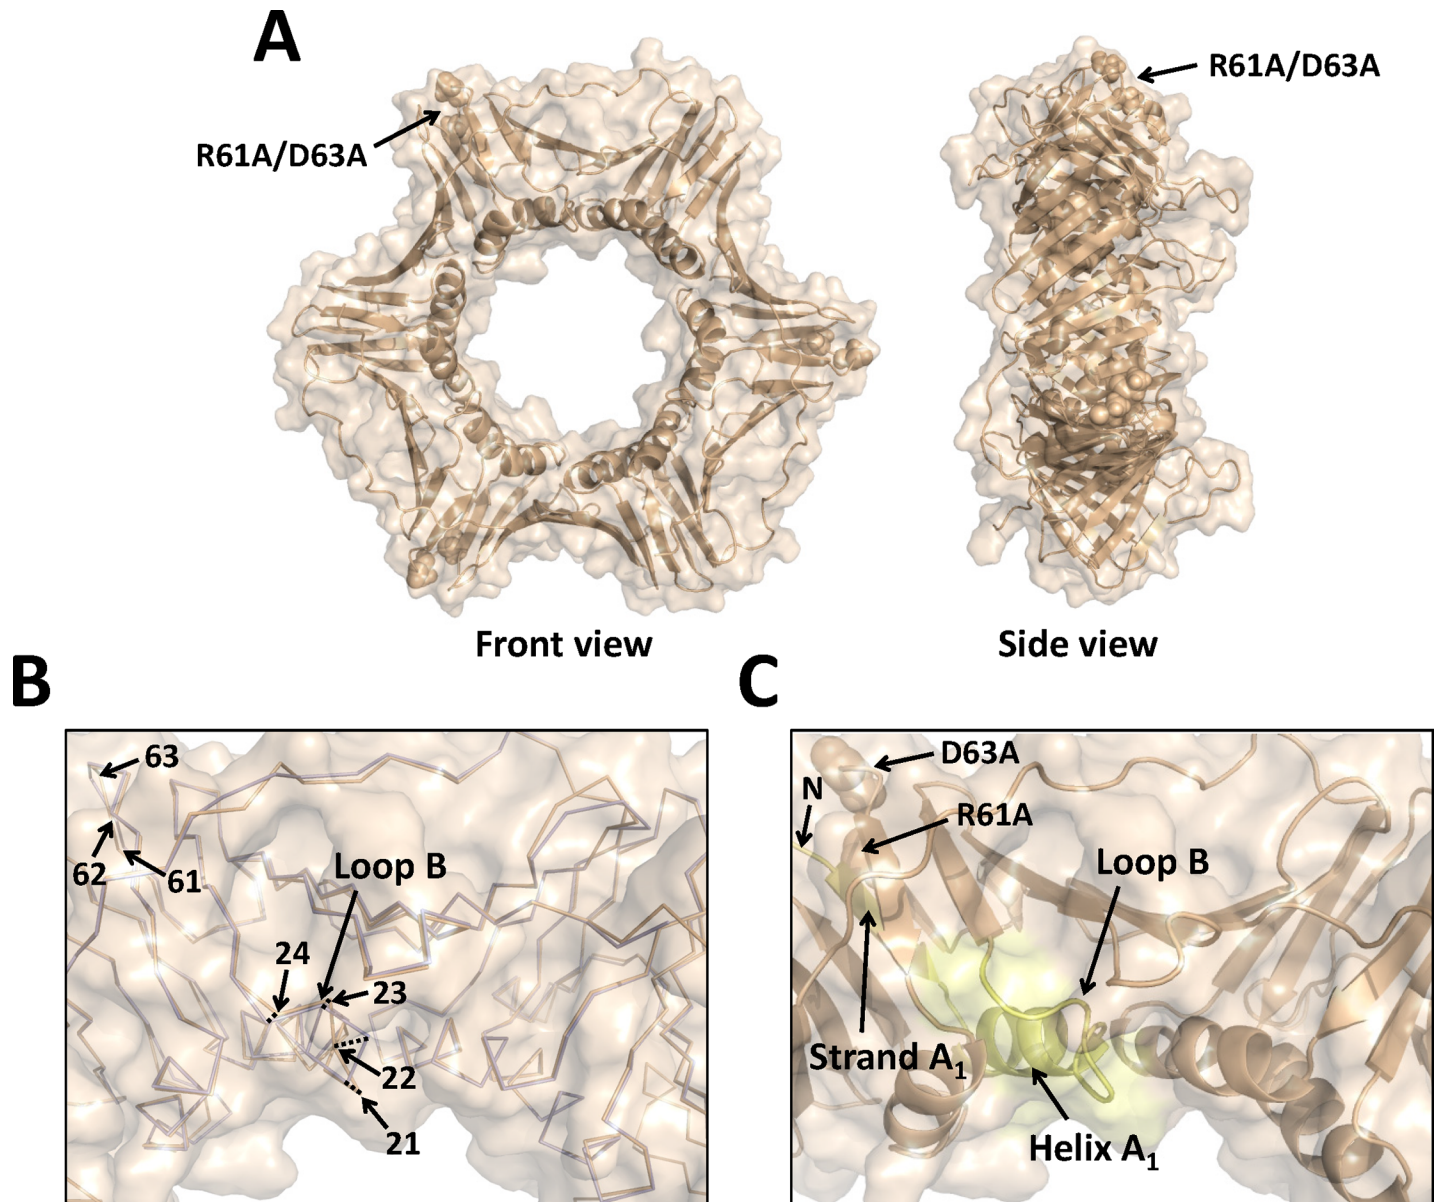 A
R61A/D63A
R61A/D63A
Front view
Side view
B
63
62
61
Loop B
24
23
22
21
C
D63A
N
R61A
Loop B
Strand A1
Helix A1